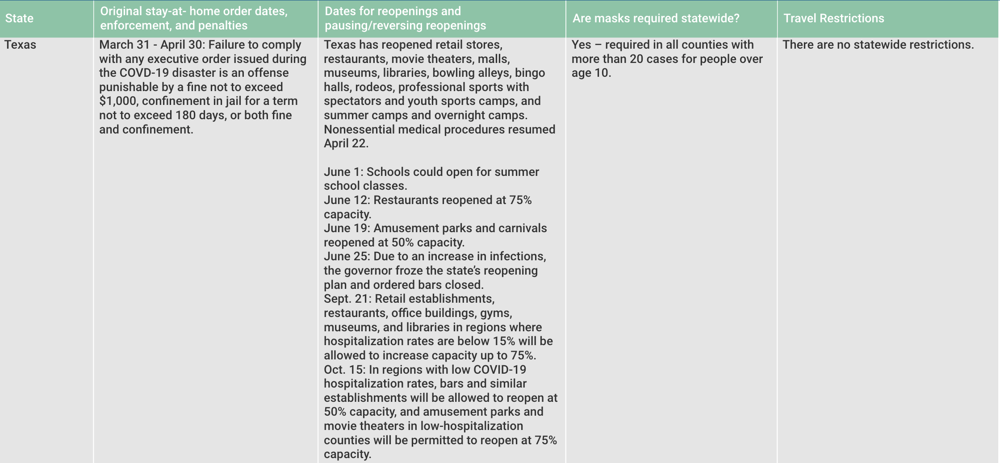 State
Original stay-at- home order dates,
enforcement, and penalties
Dates for reopenings and
pausing/reversing reopenings
Are masks required statewide?
Travel Restrictions
Texas
March 31 - April 30: Failure to comply
with any executive order issued during
the COVD-19 disaster is an offense
punishable by a fine not to exceed
$1,000, confinement in jail for a term
not to exceed 180 days, or both fine
and confinement.
Texas has reopened retail stores,
restaurants, movie theaters, malls,
museums, libraries, bowling alleys, bingo
halls, rodeos, professional sports with
spectators and youth sports camps, and
summer camps and overnight camps.
Nonessential medical procedures resumed
April 22.
June 1: Schools could open for summer
school classes.
June 12: Restaurants reopened at 75%
capacity.
June 19: Amusement parks and carnivals
reopened at 50% capacity.
June 25: Due to an increase in infections,
the governor froze the state’s reopening
plan and ordered bars closed.
Sept. 21: Retail establishments,
restaurants, office buildings, gyms,
museums, and libraries in regions where
hospitalization rates are below 15% will be
allowed to increase capacity up to 75%.
Oct. 15: In regions with low COVID-19
hospitalization rates, bars and similar
establishments will be allowed to reopen at
50% capacity, and amusement parks and
movie theaters in low-hospitalization
counties will be permitted to reopen at 75%
capacity.
Yes – required in all counties with
more than 20 cases for people over
age 10.
There are no statewide restrictions.